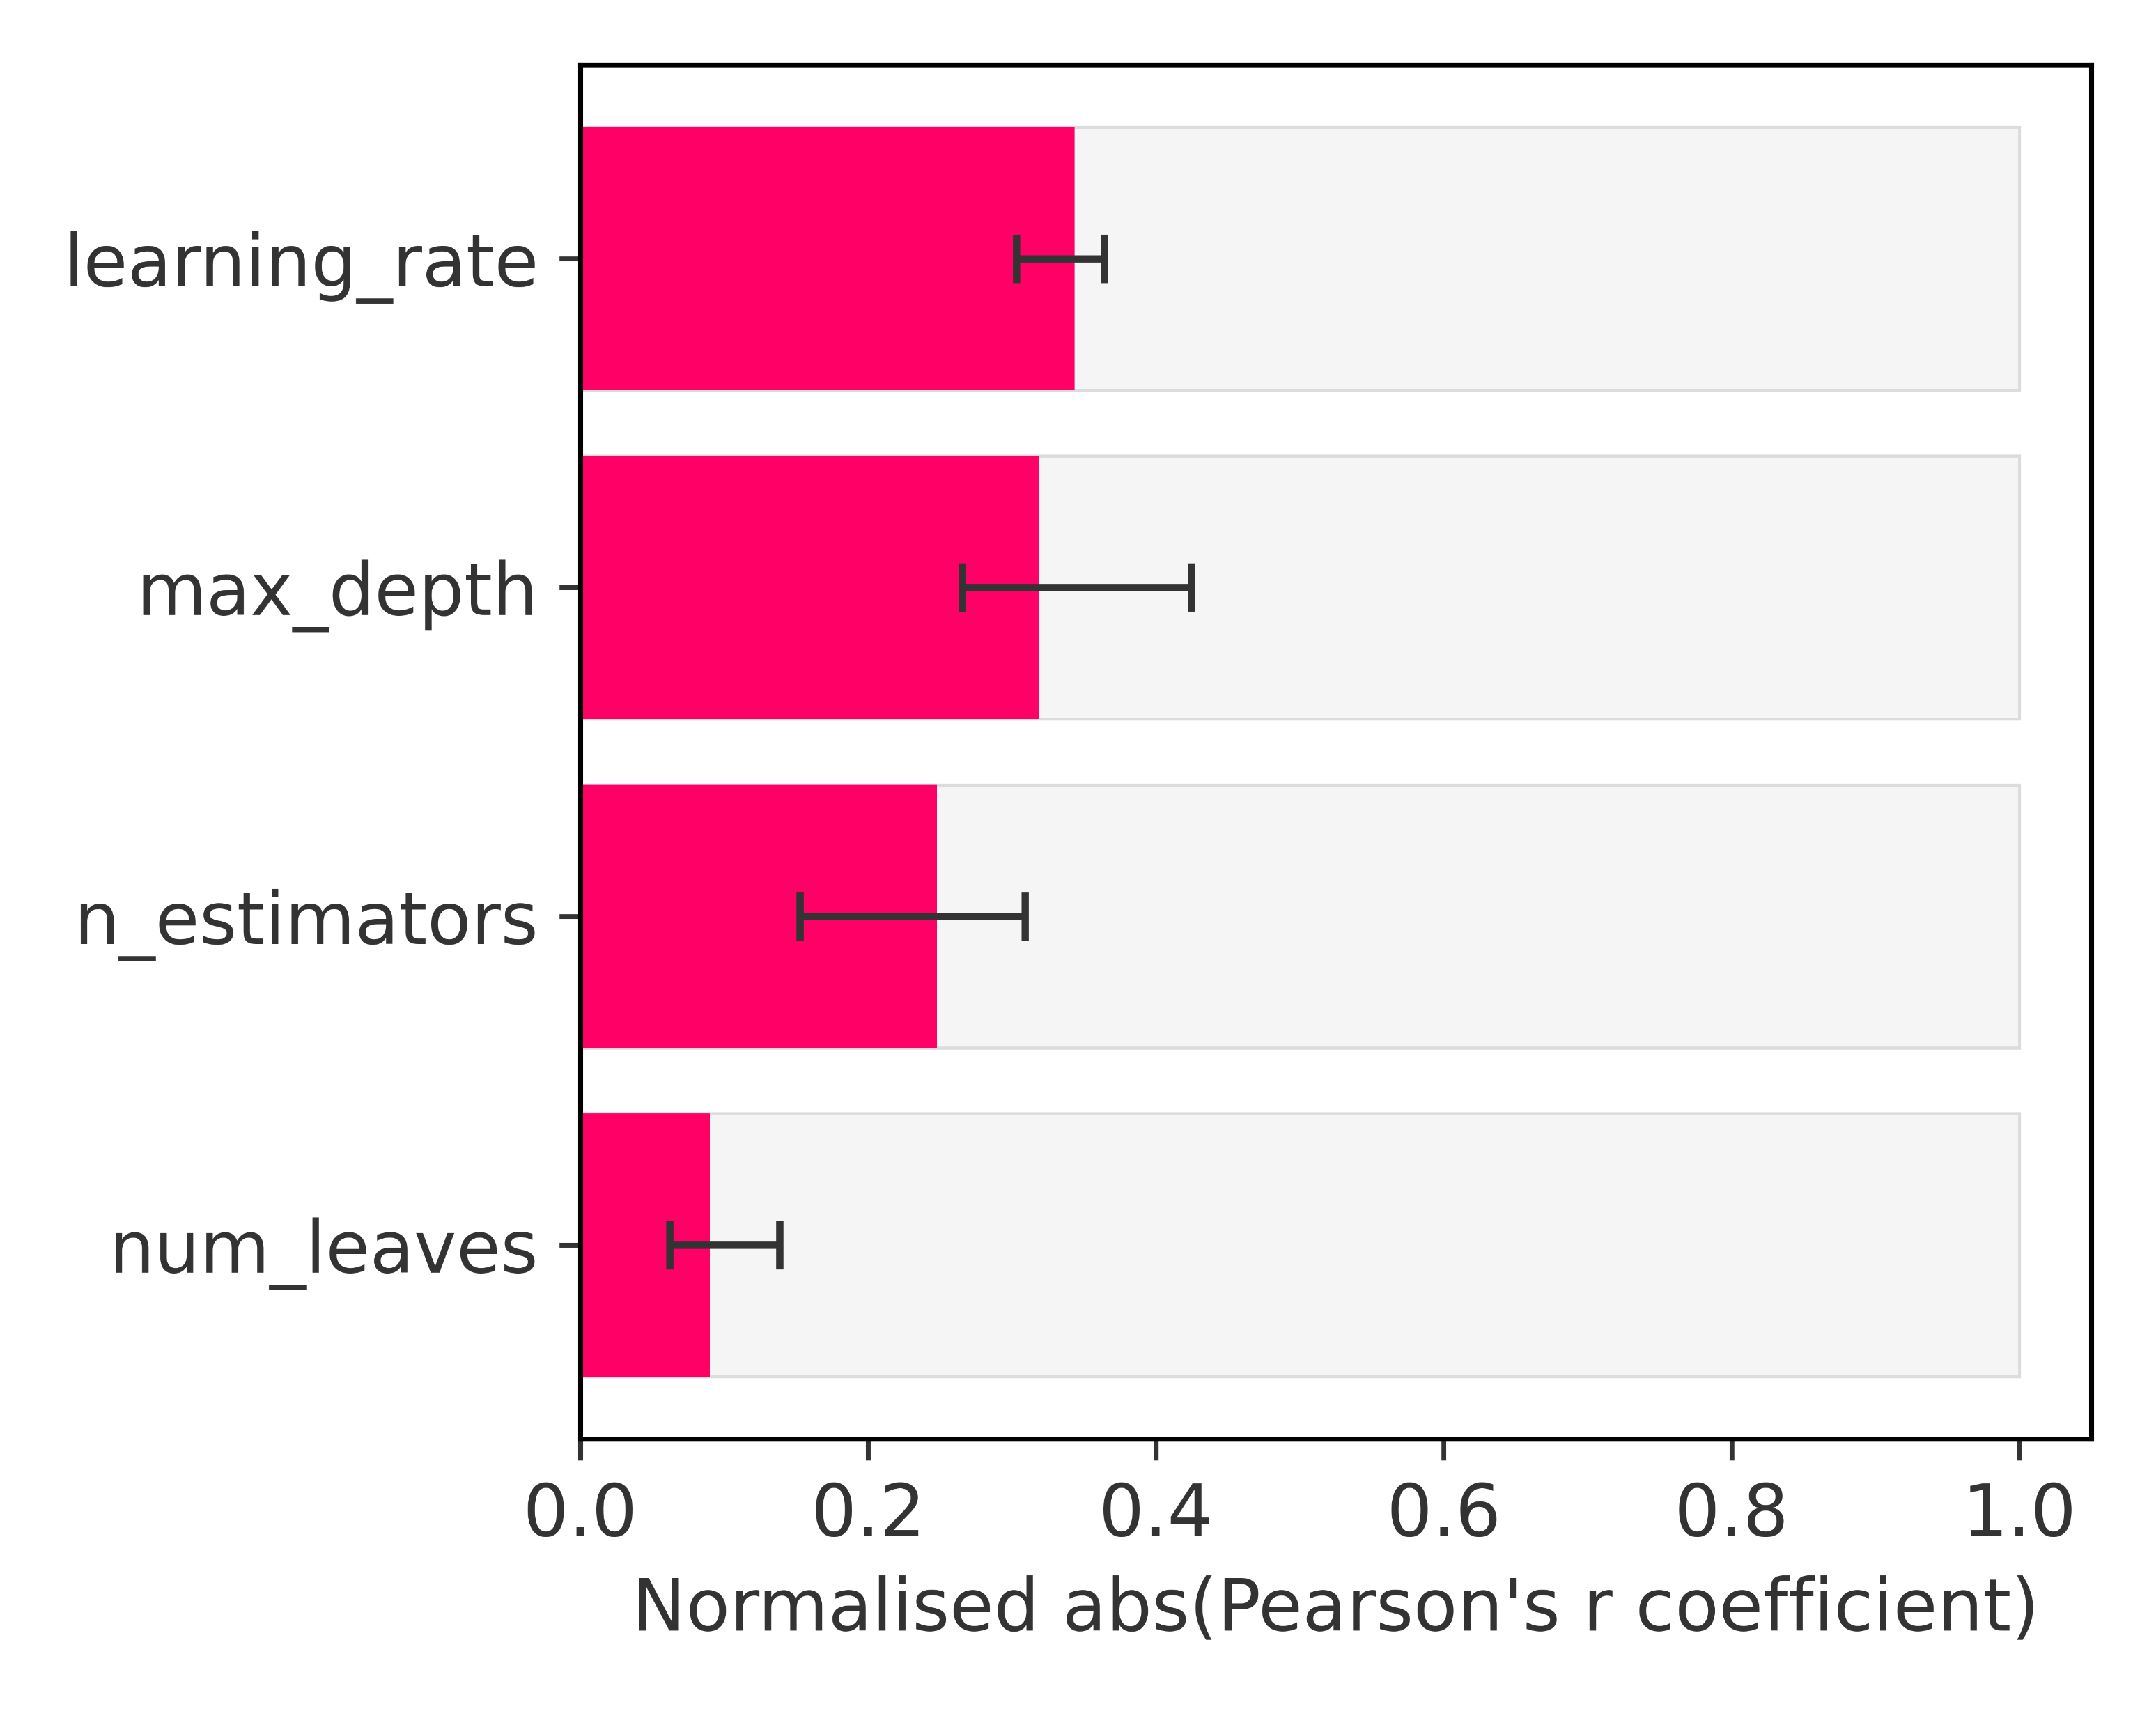 learning_rate
max_depth
n_estimators
num_leaves
0.0 0.2 0.4 0.6 0.8 1.0
Normalised abs(Pearson's r coefficient)